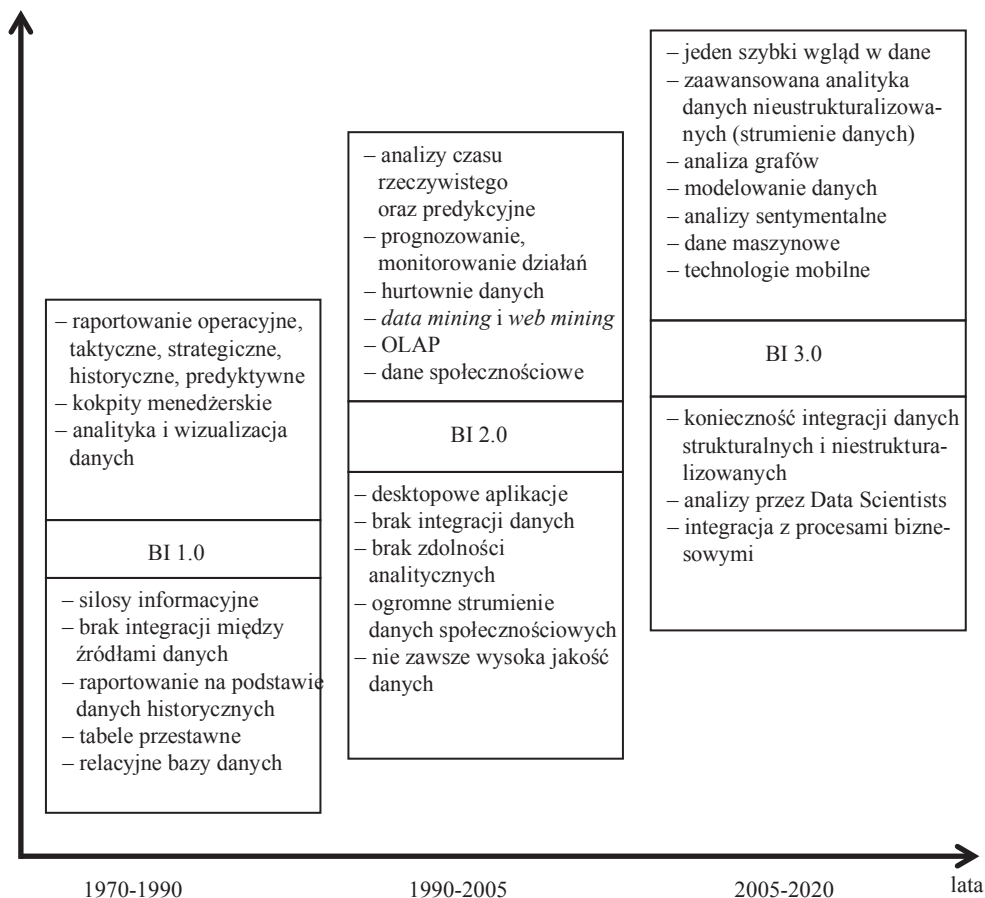 – raportowanie operacyjne,
taktyczne, strategiczne,
historyczne, predyktywne
– kokpity menedżerskie
– analityka i wizualizacja
danych
BI 1.0
– silosy informacyjne
– brak integracji między
źródłami danych
– raportowanie na podstawie
danych historycznych
– tabele przestawne
– relacyjne bazy danych
– analizy czasu
rzeczywistego
oraz predykcyjne
– prognozowanie,
monitorowanie działań
– hurtownie danych
– data mining i web mining
– OLAP
– dane społecznościowe
BI 2.0
– desktopowe aplikacje
– brak integracji danych
– brak zdolności
analitycznych
– ogromne strumienie
danych społecznościowych
– nie zawsze wysoka jakość
danych
– jeden szybki wgląd w dane
– zaawansowana analityka
danych nieustrukturalizowa-
nych (strumienie danych)
– analiza grafów
– modelowanie danych
– analizy sentymentalne
– dane maszynowe
– technologie mobilne
BI 3.0
– konieczność integracji danych
strukturalnych i niestruktura-
lizowanych
– analizy przez Data Scientists
– integracja z procesami bizne-
sowymi
1970-1990
1990-2005
2005-2020
lata